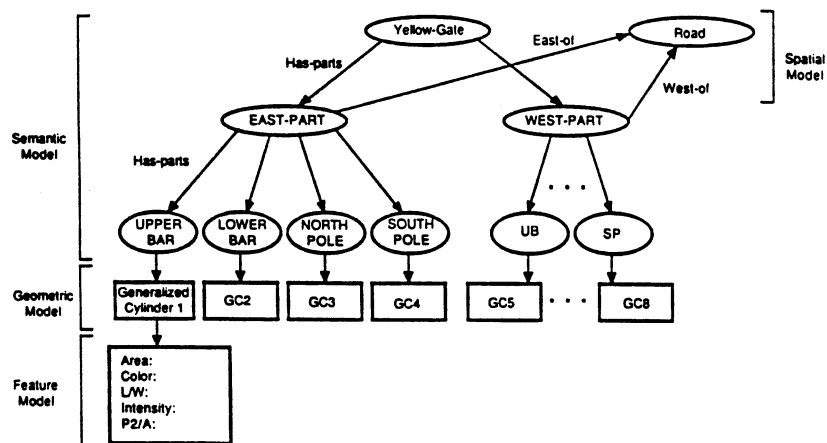 Yellow-Gate
Road
East-of
Has-parts
Spatial
Model
West-of
EAST-PART
WEST-PART
Semantic
Model
Has-parts
. . .
UPPER
BAR
LOWER
BAR
NORTH
POLE
SOUTH
POLE
UB
SP
Geometric
Model
Generalized
Cylinder 1
GC2
GC3
GC4
GC5
. . .
GC8
Feature
Model
Area:
Color:
L/W:
Intensity:
P2/A: